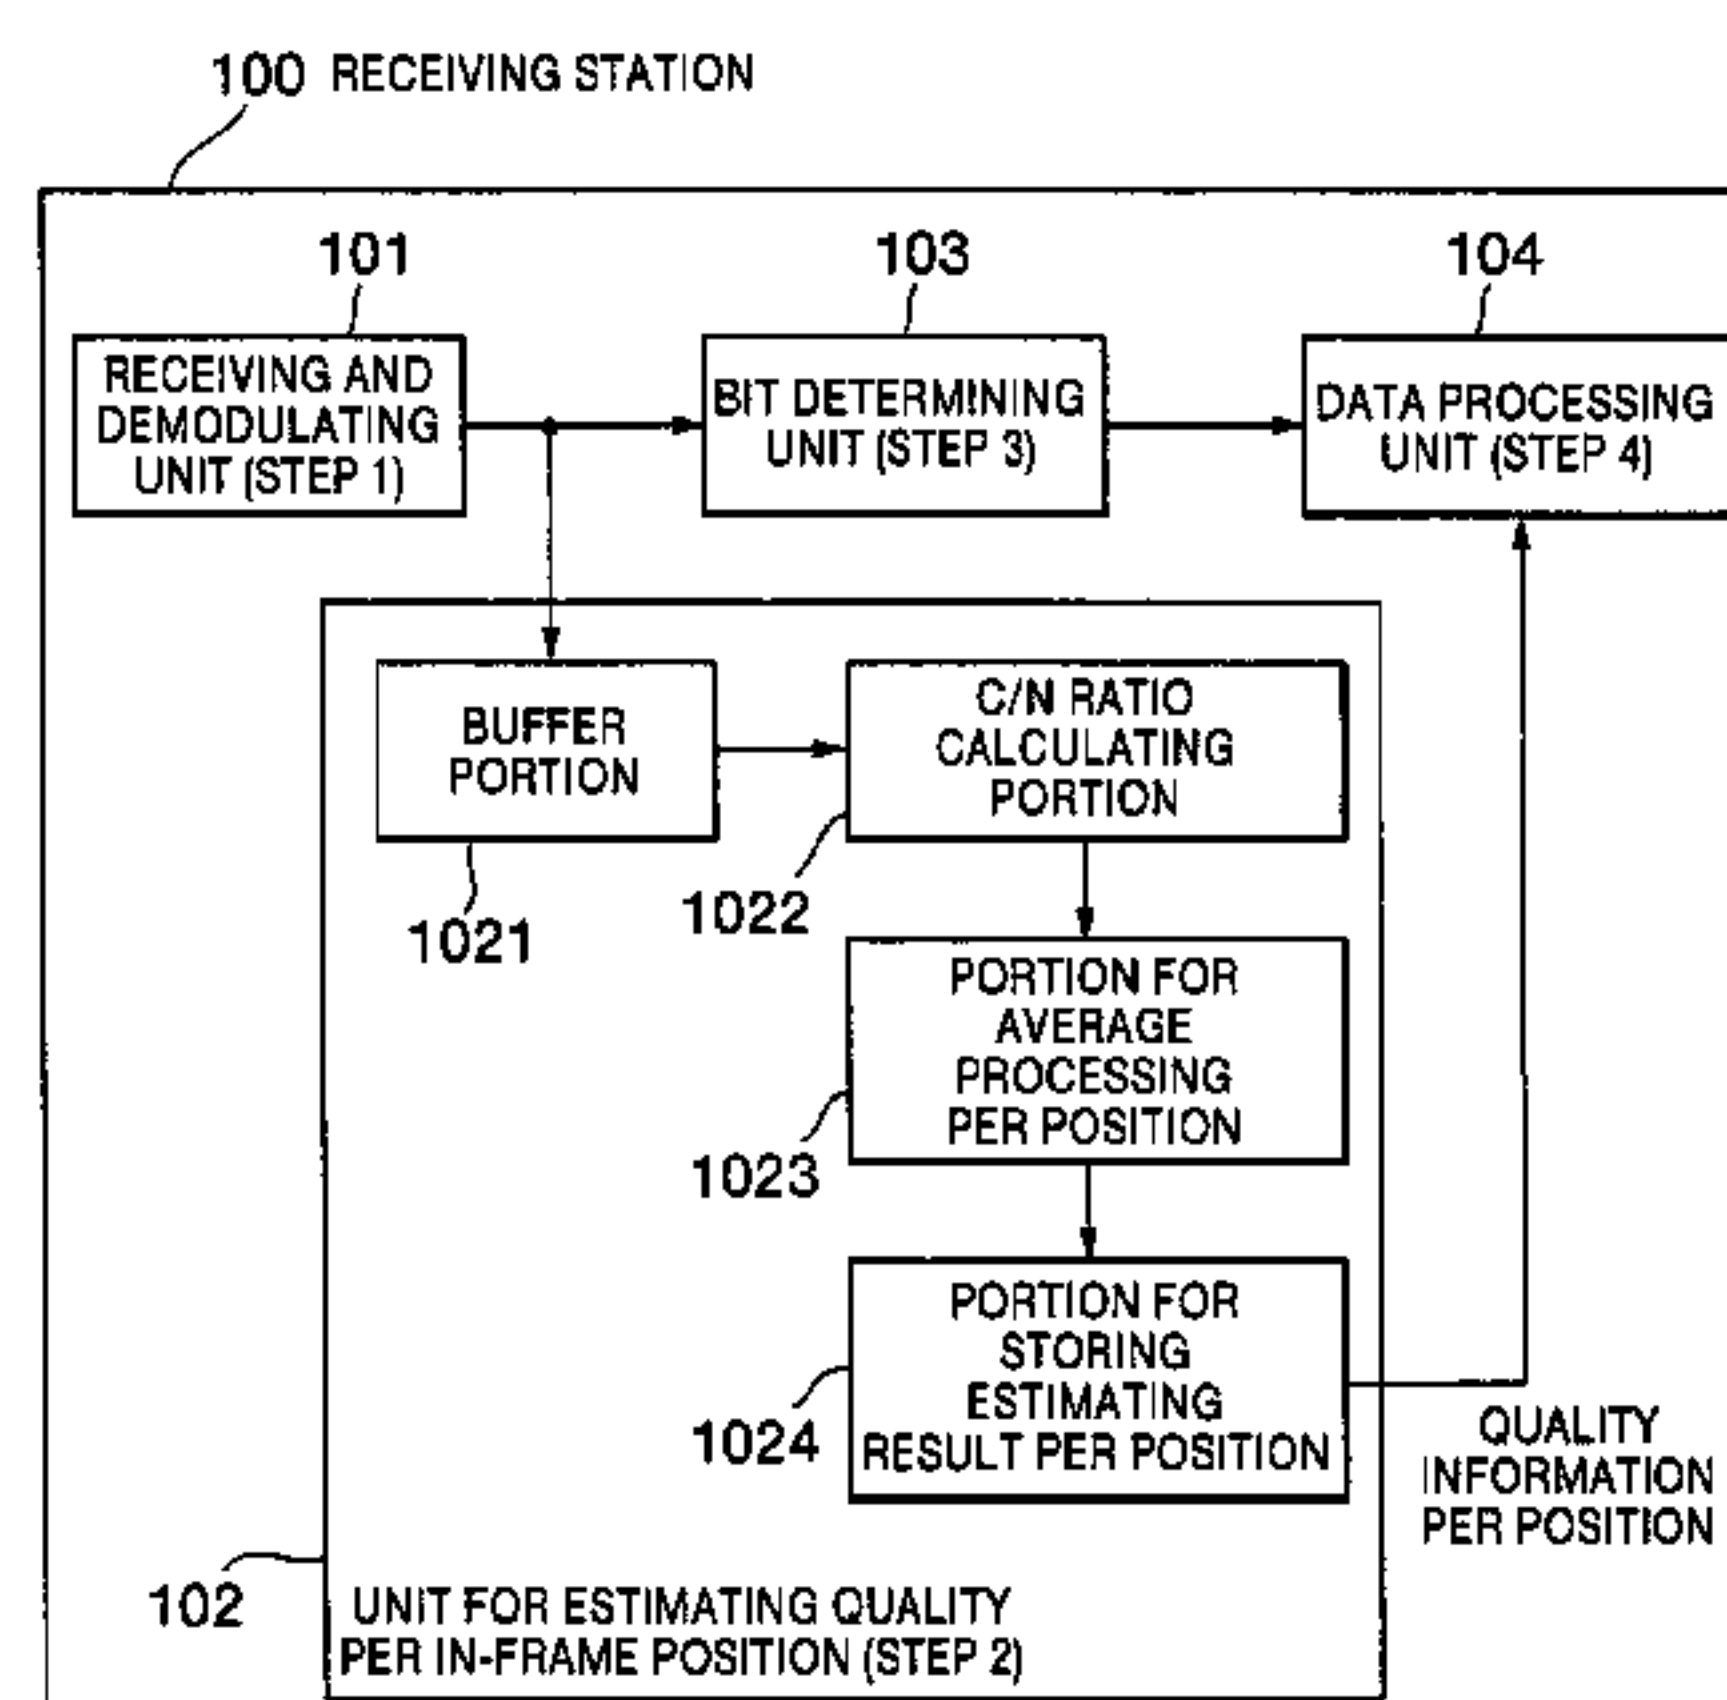 100 RECEIVING STATION
101
103
104
RECEIVING AND
DEMODULATING
UNIT (STEP 1)
BIT DETERMINING
UNIT (STEP 3)
DATA PROCESSING
UNIT (STEP 4)
BUFFER
PORTION
1021
C/N RATIO
CALCULATING
PORTION
1022
PORTION FOR
AVERAGE
PROCESSING
PER POSITION
1023
PORTION FOR
STORING
ESTIMATING
RESULT PER POSITION
1024
QUALITY
INFORMATION
PER POSITION
102
UNIT FOR ESTIMATING QUALITY
PER IN-FRAME POSITION (STEP 2)